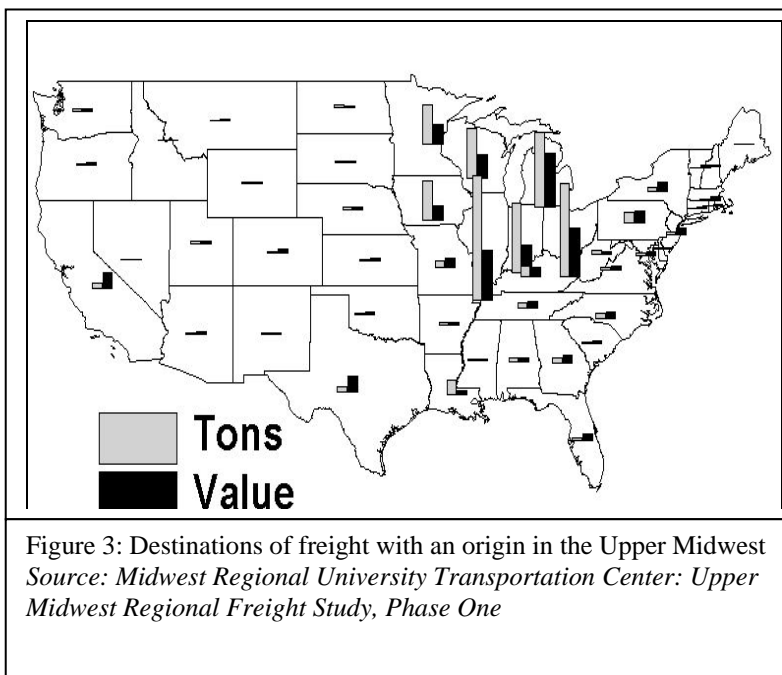 Tons
Value
Figure 3: Destinations of freight with an origin in the Upper Midwest
Source: Midwest Regional University Transportation Center: Upper
Midwest Regional Freight Study, Phase One